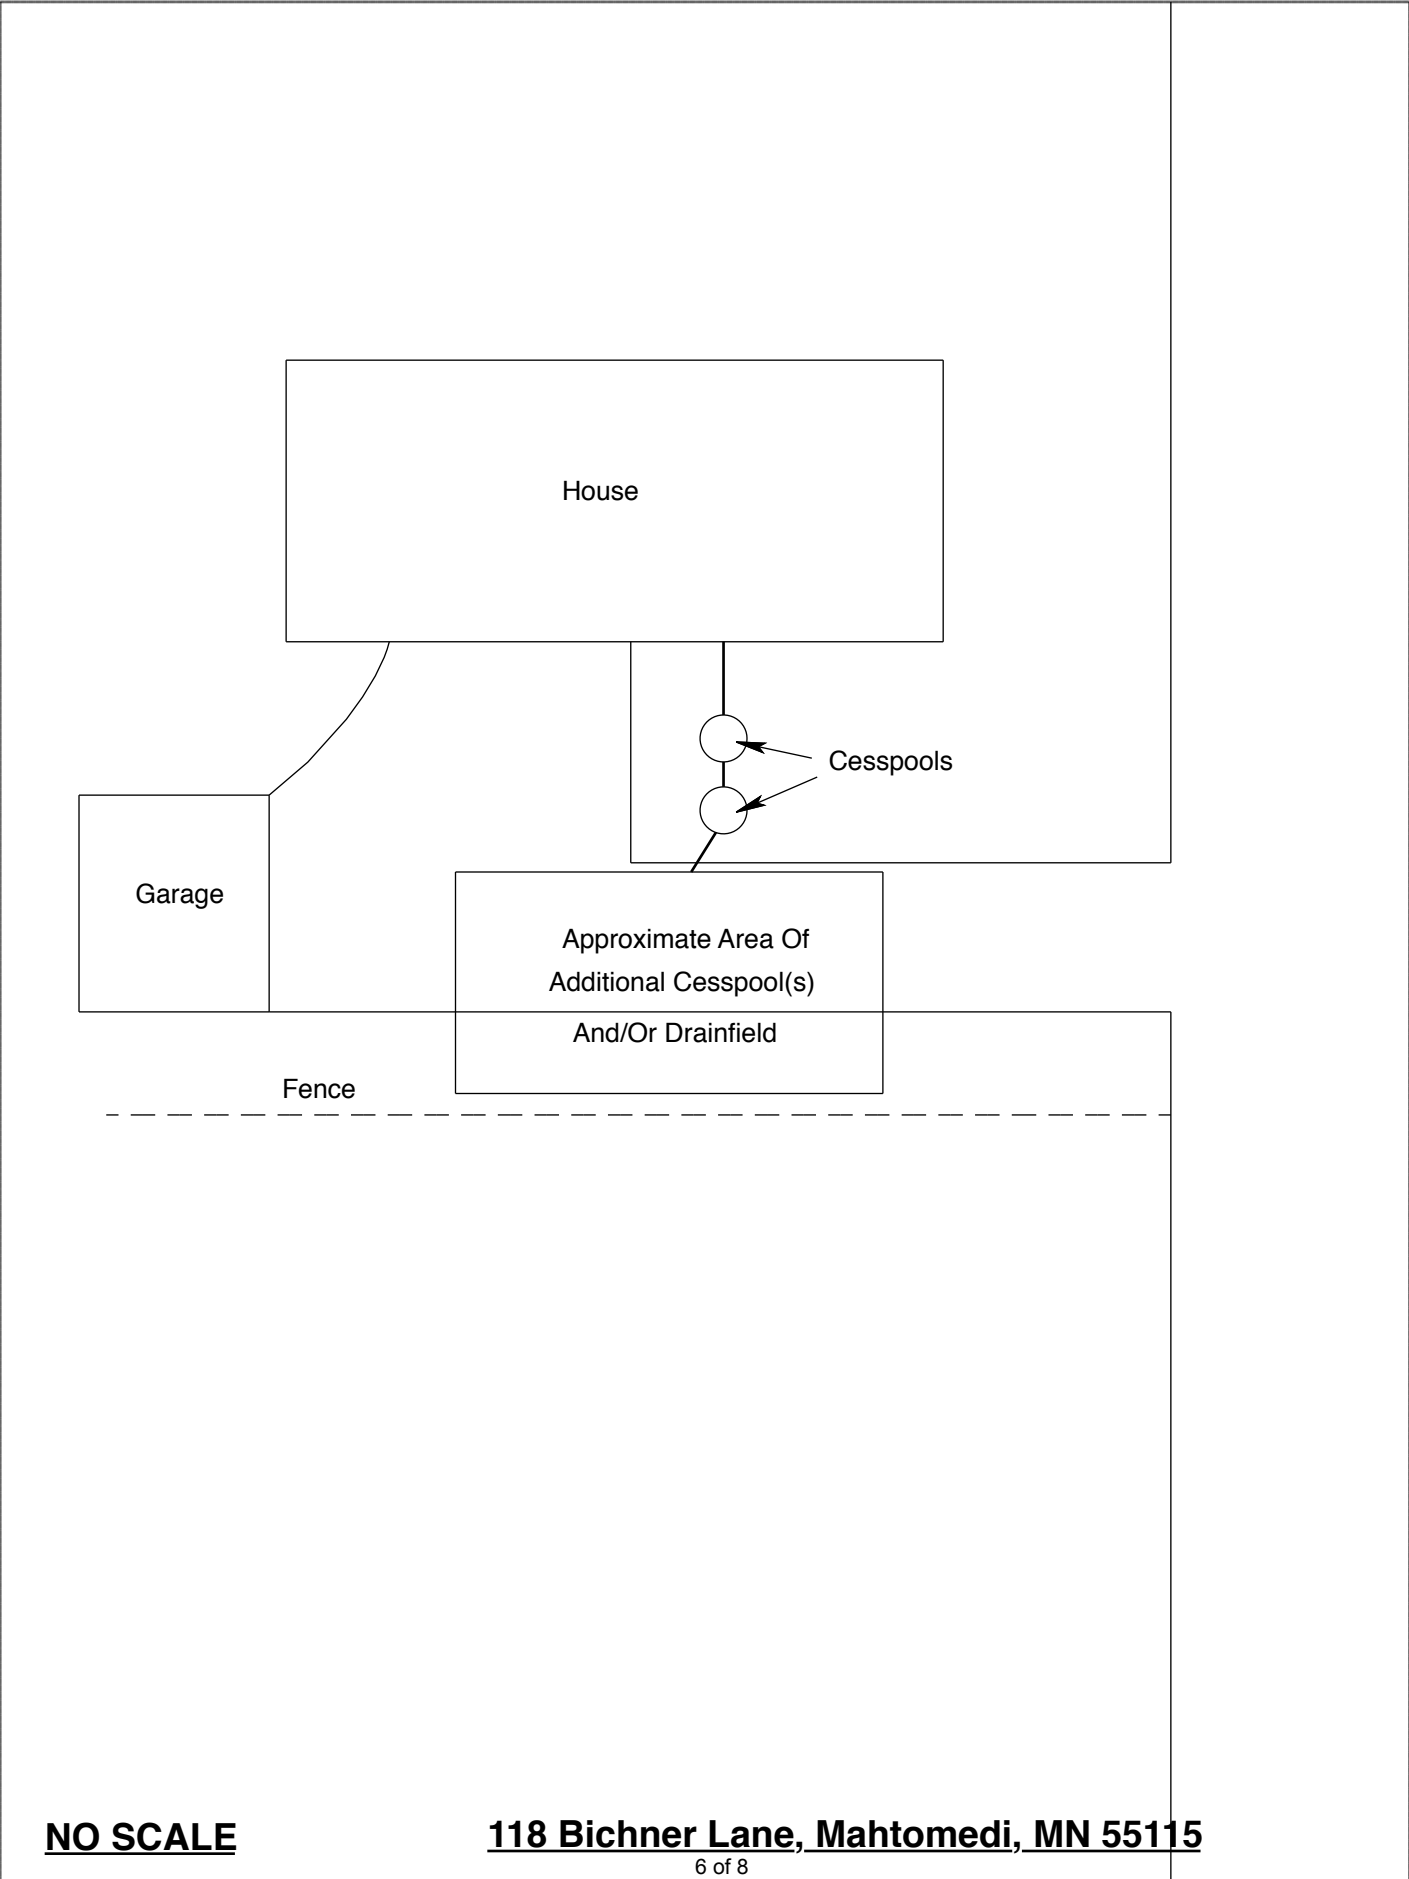 House
Cesspools
Garage
Approximate Area Of
Additional Cesspool(s)
And/Or Drainfield
Fence
NO SCALE
118 Bichner Lane, Mahtomedi, MN 55115
6 of 8